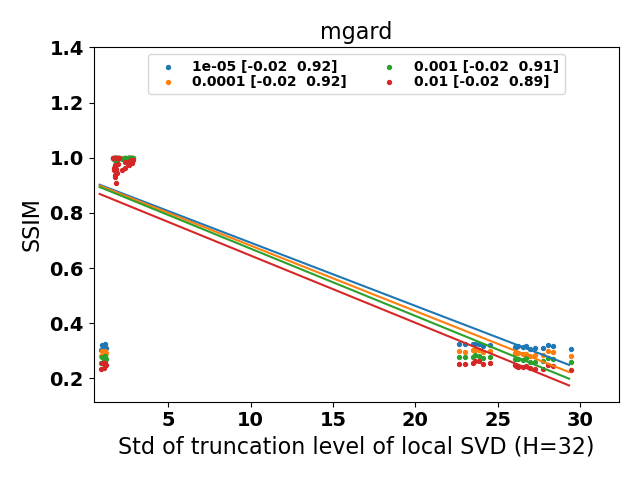 mgard
1e-05 [-0.02  0.92]
0.0001 [-0.02  0.92]
0.001 [-0.02  0.91]
0.01 [-0.02  0.89]
1.4
1.2
1.0
0.8
0.6
0.4
0.2
SSIM
5 10 15 20 25 30
Std of truncation level of local SVD (H=32)